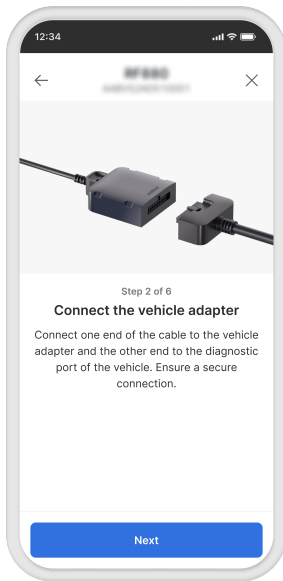 12:34
Step 2 of 6
Connect the vehicle adapter
Connect one end of the cable to the vehicle
adapter and the other end to the diagnostic
port of the vehicle. Ensure a secure
connection.
Next